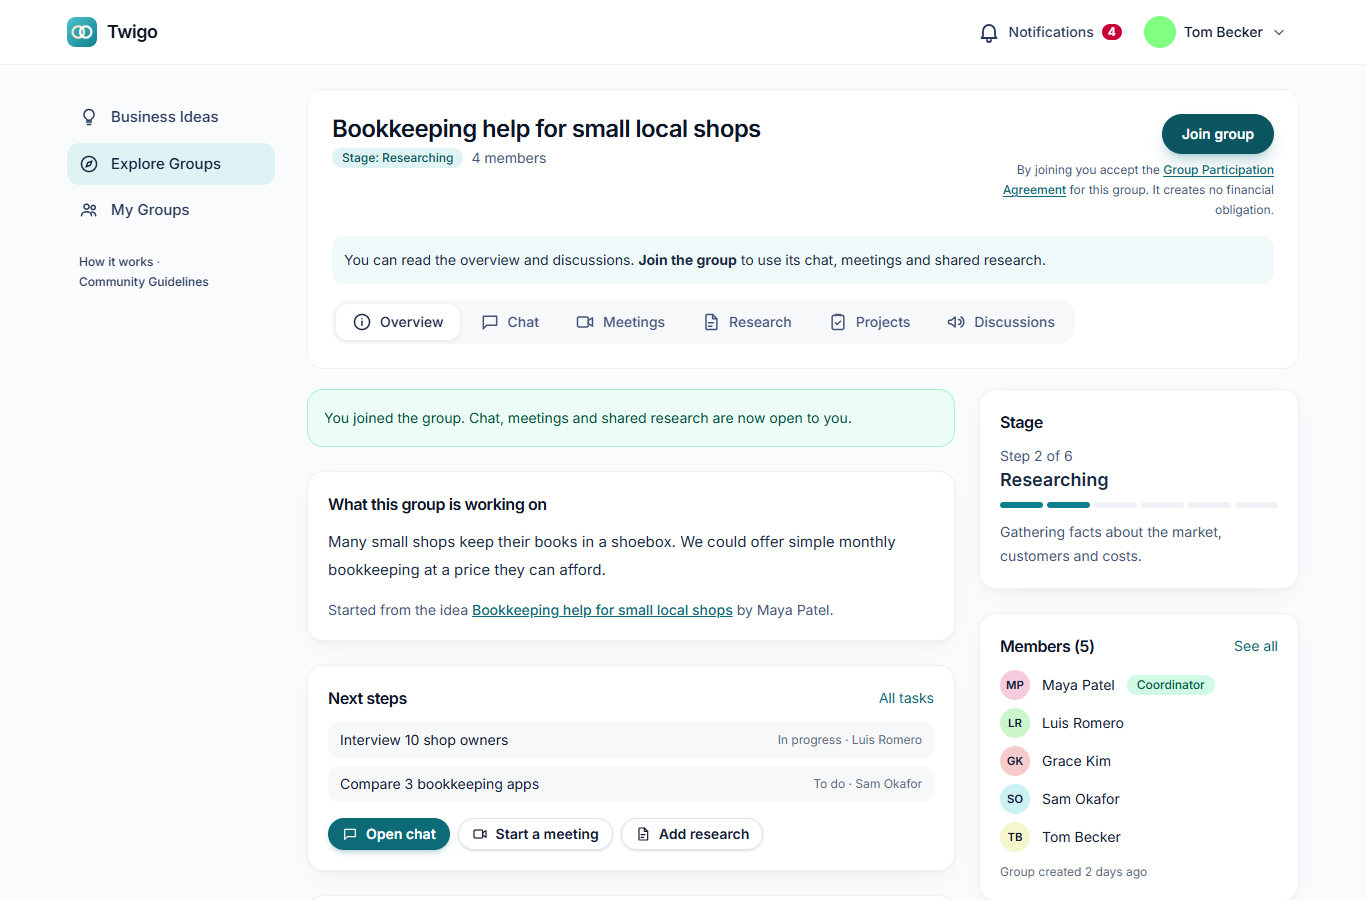 Twigo
Notifications 4
Tom Becker
Business Ideas
Explore Groups
My Groups
How it works ·
Community Guidelines
Bookkeeping help for small local shops
Stage: Researching 4 members
Join group
By joining you accept the Group Participation
Agreement for this group. It creates no financial
obligation.
You can read the overview and discussions. Join the group to use its chat, meetings and shared research.
Overview Chat Meetings Research Projects Discussions
You joined the group. Chat, meetings and shared research are now open to you.
What this group is working on
Many small shops keep their books in a shoebox. We could offer simple monthly
bookkeeping at a price they can afford.
Started from the idea Bookkeeping help for small local shops by Maya Patel.
Next steps All tasks
Interview 10 shop owners In progress · Luis Romero
Compare 3 bookkeeping apps To do · Sam Okafor
Open chat Start a meeting Add research
Stage
Step 2 of 6
Researching
Gathering facts about the market,
customers and costs.
Members (5) See all
MP Maya Patel Coordinator
LR Luis Romero
GK Grace Kim
SO Sam Okafor
TB Tom Becker
Group created 2 days ago